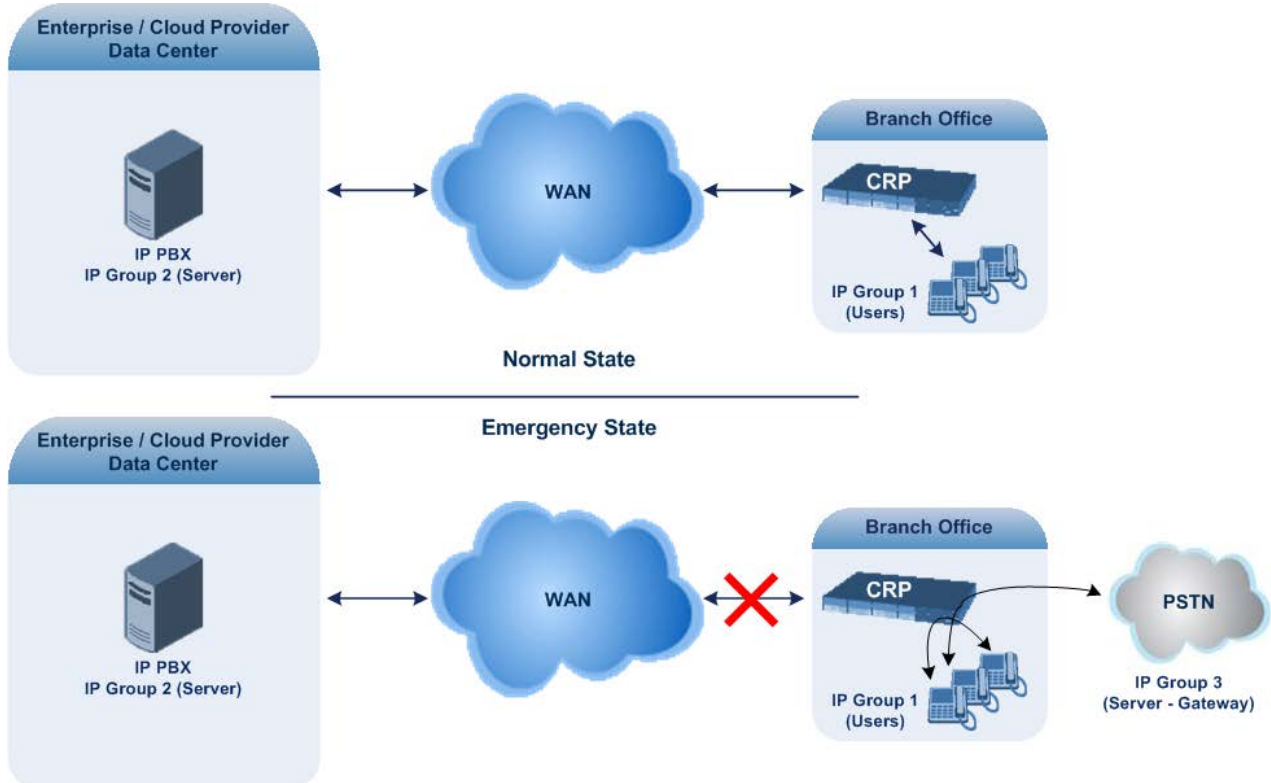 Enterprise / Cloud Provider
Data Center
IP PBX
IP Group 2 (Server)
WAN
Branch Office
CRP
IP Group 1
(Users)
Normal State
Emergency State
Enterprise / Cloud Provider
Data Center
IP PBX
IP Group 2 (Server)
WAN
Branch Office
CRP
IP Group 1
(Users)
PSTN
IP Group 3
(Server - Gateway)